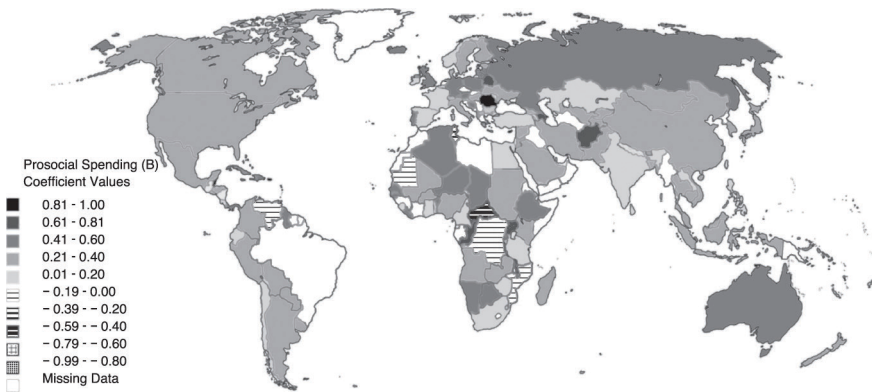 Prosocial Spending (B)
Coefficient Values
0.81 - 1.00
0.61 - 0.81
0.41 - 0.60
0.21 - 0.40
0.01 - 0.20
− 0.19 - 0.00
− 0.39 - − 0.20
− 0.59 - − 0.40
− 0.79 - − 0.60
− 0.99 - − 0.80
Missing Data